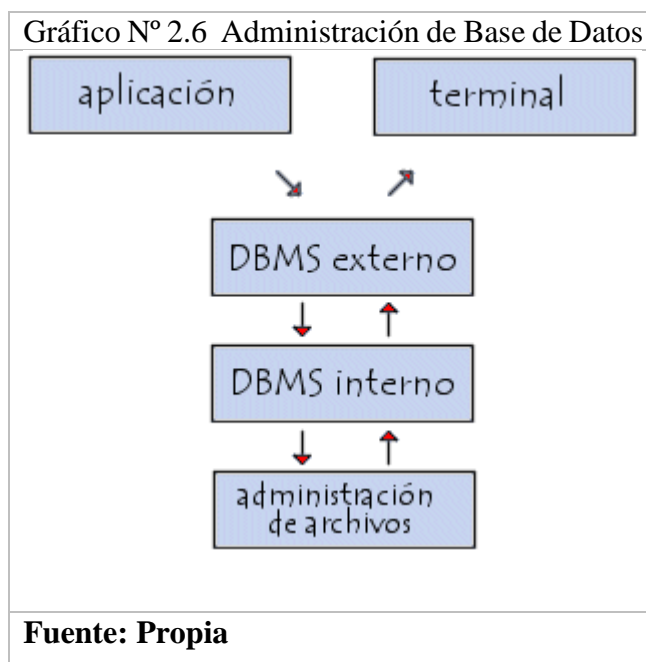 Gráfico Nº 2.6 Administración de Base de Datos
aplicación
terminal
DBMS externo
DBMS interno
administración
de archivos
Fuente: Propia